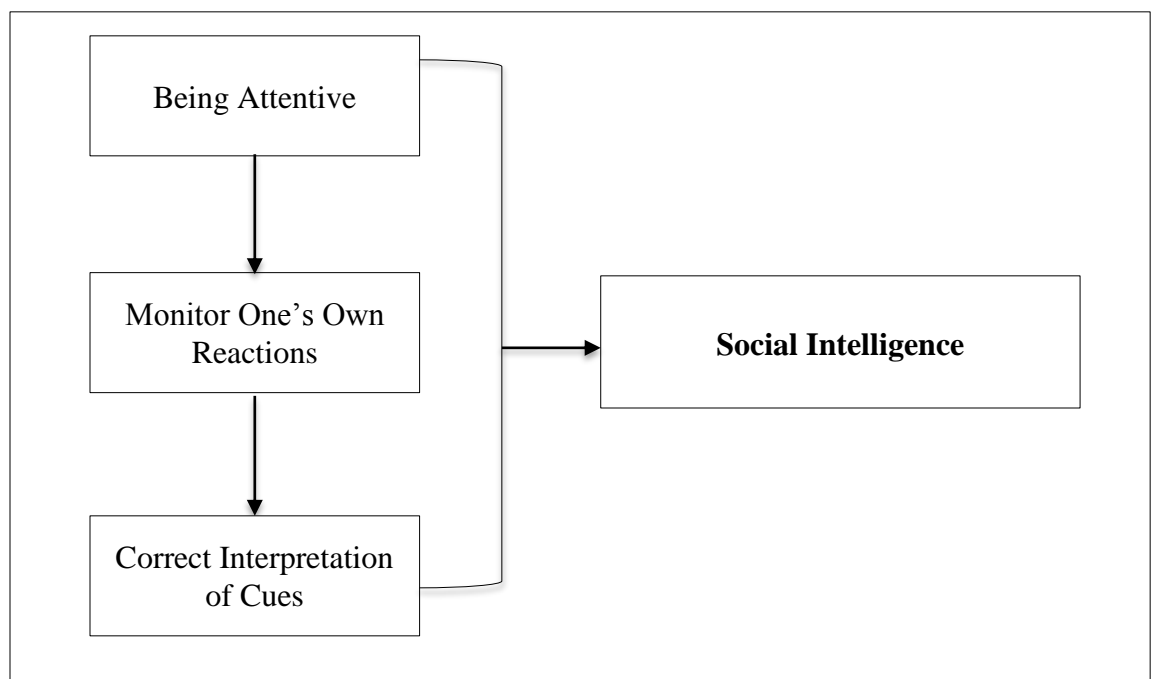 Being Attentive
Monitor One’s Own
Reactions
Social Intelligence
Correct Interpretation
of Cues